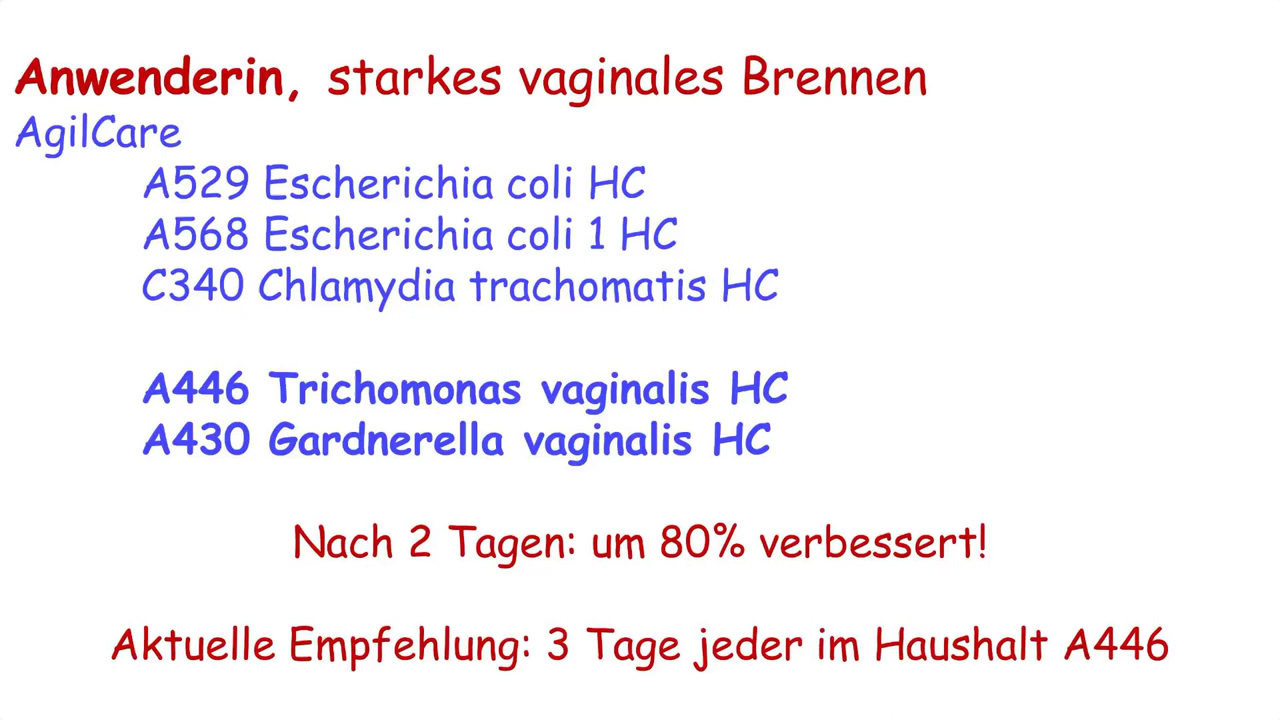 Anwenderin, starkes vaginales Brennen
AgilCare
A529 Escherichia coli HC
A568 Escherichia coli 1 HC
C340 Chlamydia trachomatis HC
A446 Trichomonas vaginalis HC
A430 Gardnerella vaginalis HC
Nach 2 Tagen: um 80% verbessert!
Aktuelle Empfehlung: 3 Tage jeder im Haushalt A446